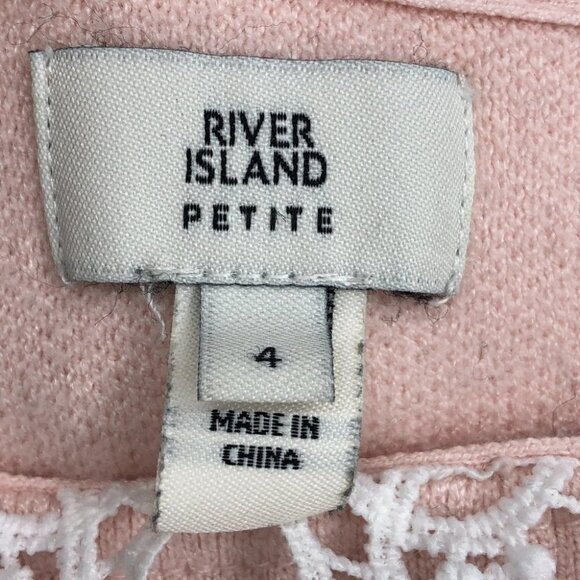 RIVER
ISLAND
PETITE
4
MADE IN
CHINA